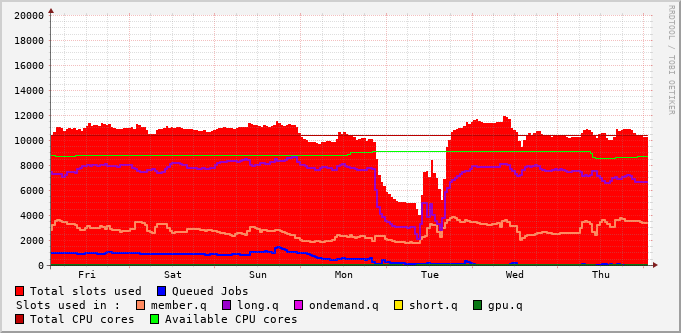 20000
18000
16000
14000
12000
10000
8000
6000
4000
2000
0
Fri Sat Sun Mon Tue Wed Thu
Total slots used Queued Jobs
Slots used in : member.q long.q ondemand.q short.q gpu.q
Total CPU cores Available CPU cores
RRDTOOL / TOBI OETIKER